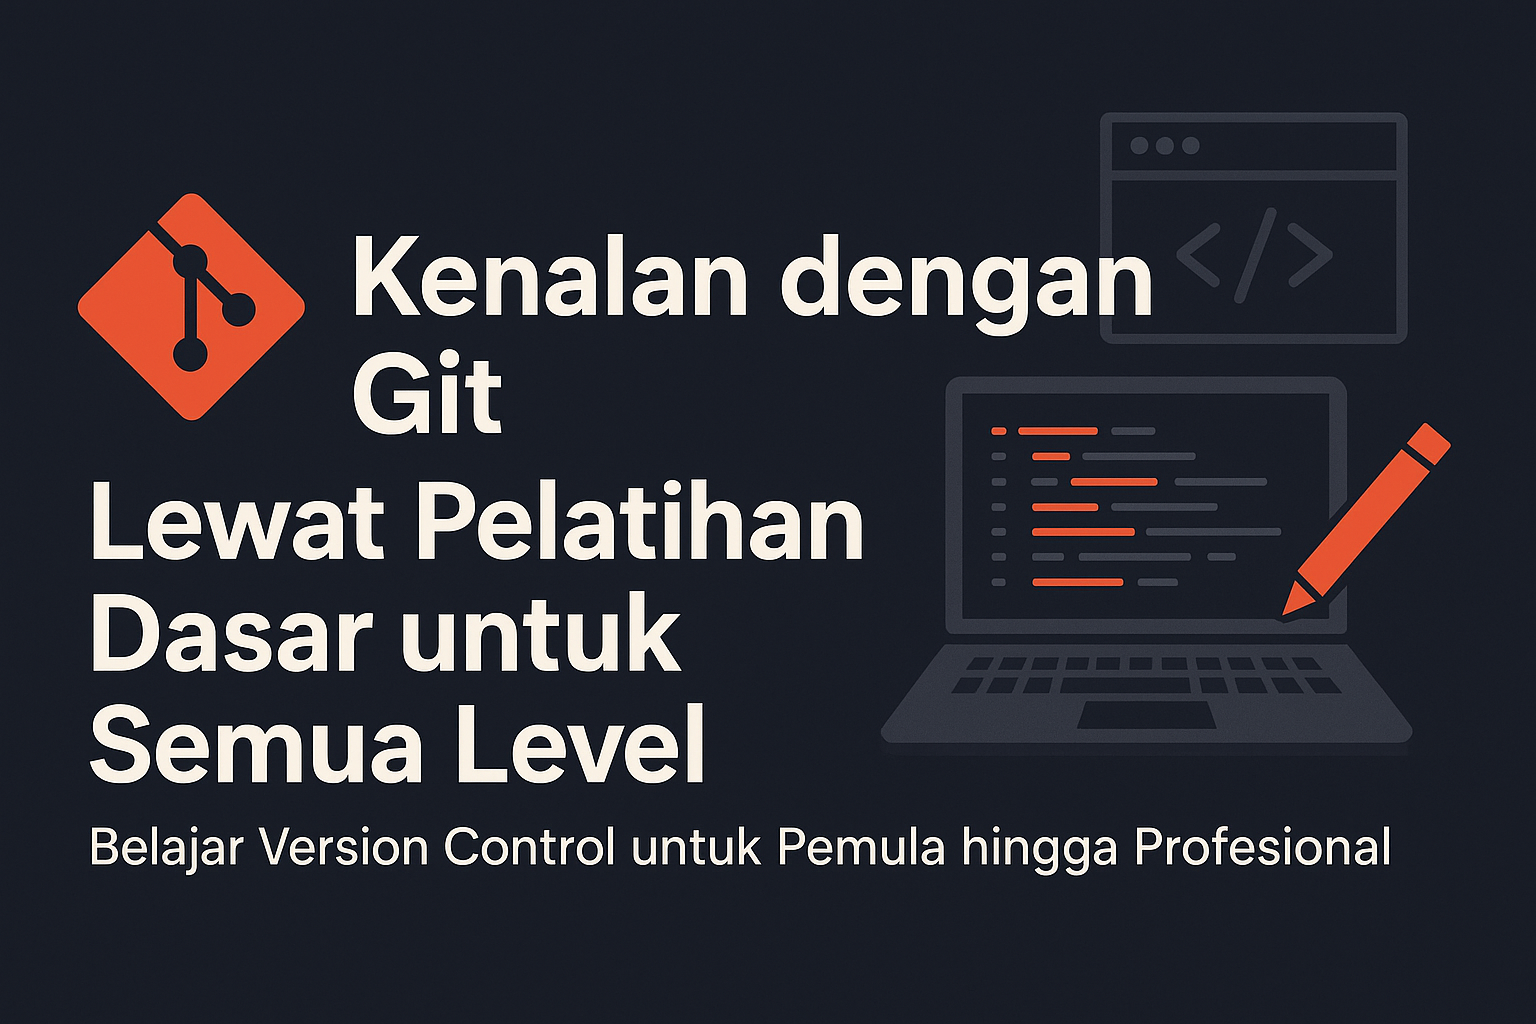 Kenalan dengan
Git
Lewat Pelatihan
Dasar untuk
Semua Level
Belajar Version Control untuk Pemula hingga Profesional
</>